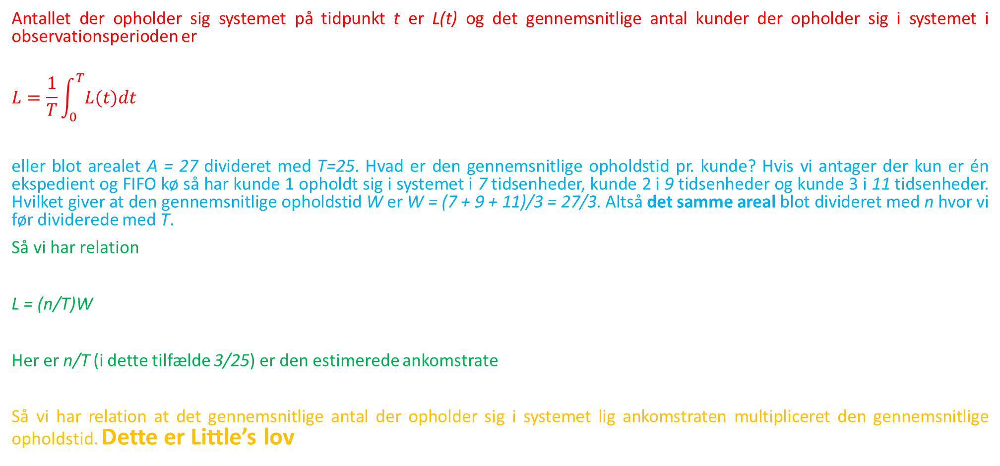 Antallet der opholder sig systemet på tidpunkt t er L(t) og det gennemsnitlige antal kunder der opholder sig i systemet i
observationsperioden er
L = \frac{1}{T} \int_0^T L(t)dt
eller blot arealet A = 27 divideret med T=25. Hvad er den gennemsnitlige opholdstid pr. kunde? Hvis vi antager der kun er én
ekspedient og FIFO kø så har kunde 1 opholdt sig i systemet i 7 tidsenheder, kunde 2 i 9 tidsenheder og kunde 3 i 11 tidsenheder.
Hvilket giver at den gennemsnitlige opholdstid W er W = (7 + 9 + 11)/3 = 27/3. Altså det samme areal blot divideret med n hvor vi
før dividerede med T.
Så vi har relation
L = (n/T)W
Her er n/T (i dette tilfælde 3/25) er den estimerede ankomstrate
Så vi har relation at det gennemsnitlige antal der opholder sig i systemet lig ankomstraten multipliceret den gennemsnitlige
opholdstid. Dette er Little’s lov